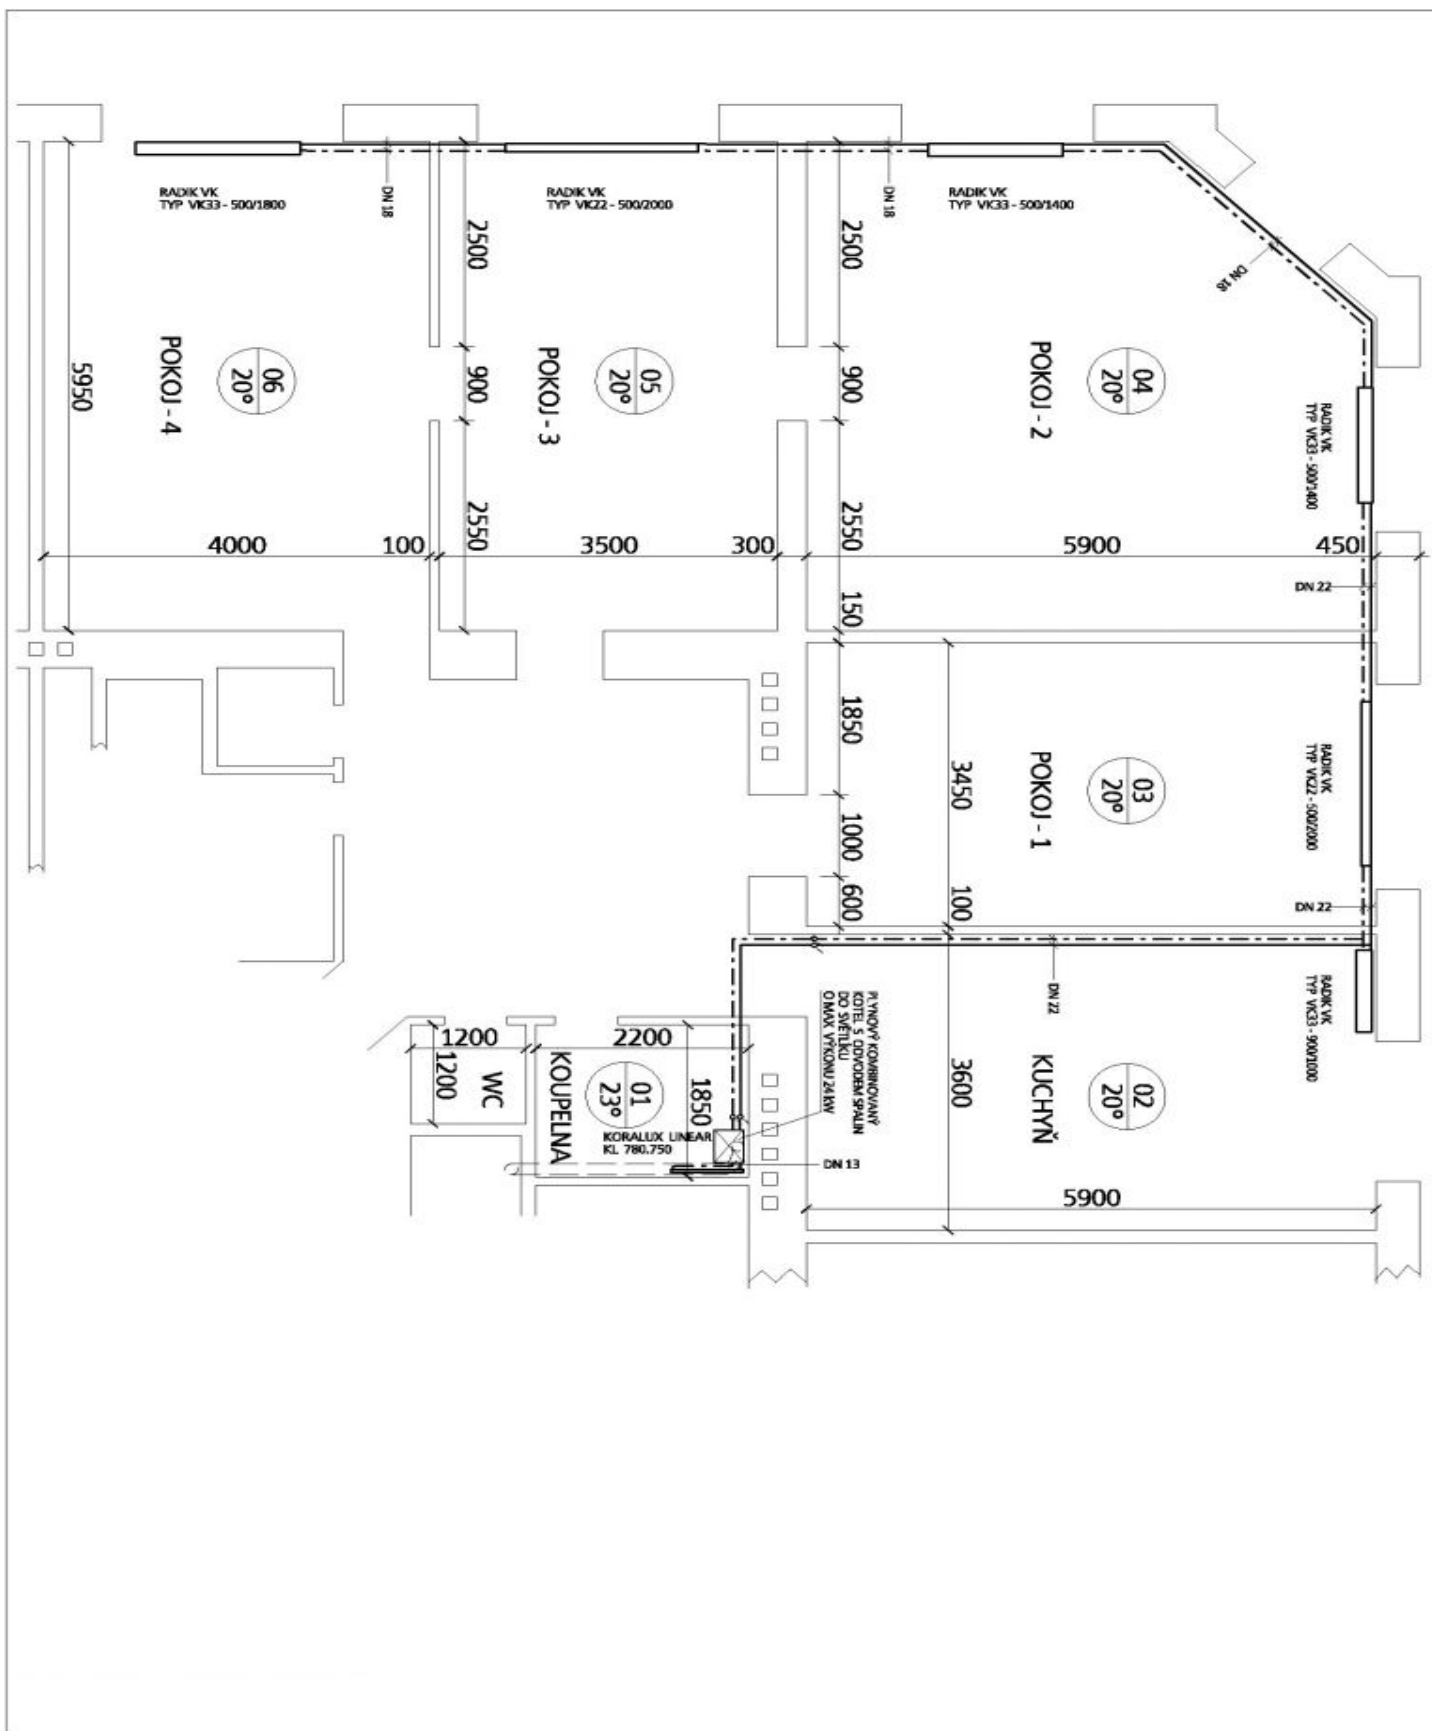 RADIK VK
TYP VK33 - 500/1800
DN 18
RADIK VK
TYP VK22 - 500/2000
DN 18
RADIK VK
TYP VK33 - 500/1400
DN 18
2500
2500
POKOJ - 4
06
20°
5950
900
POKOJ - 3
05
20°
900
POKOJ - 2
04
20°
RADIK VK
TYP VK33 - 500/1400
2550
2550
4000
100
3500
300
5900
450
DN 22
150
1850
3450
POKOJ - 1
03
20°
RADIK VK
TYP VK22 - 500/2000
1000
600
100
DN 22
DN 22
PLYNOVÝ KOMBINOVANÝ
KOTEL S ODVODEM SPALIN
DO SVĚTLÍKU
O MAX VÝKONU 24 kW
RADIK VK
TYP VK33 - 900/1000
1200
1200
WC
2200
KOUPELNA
01
23°
1850
KORALUX LINEAR
KL 780.750
DN 13
3600
KUCHYŇ
02
20°
5900